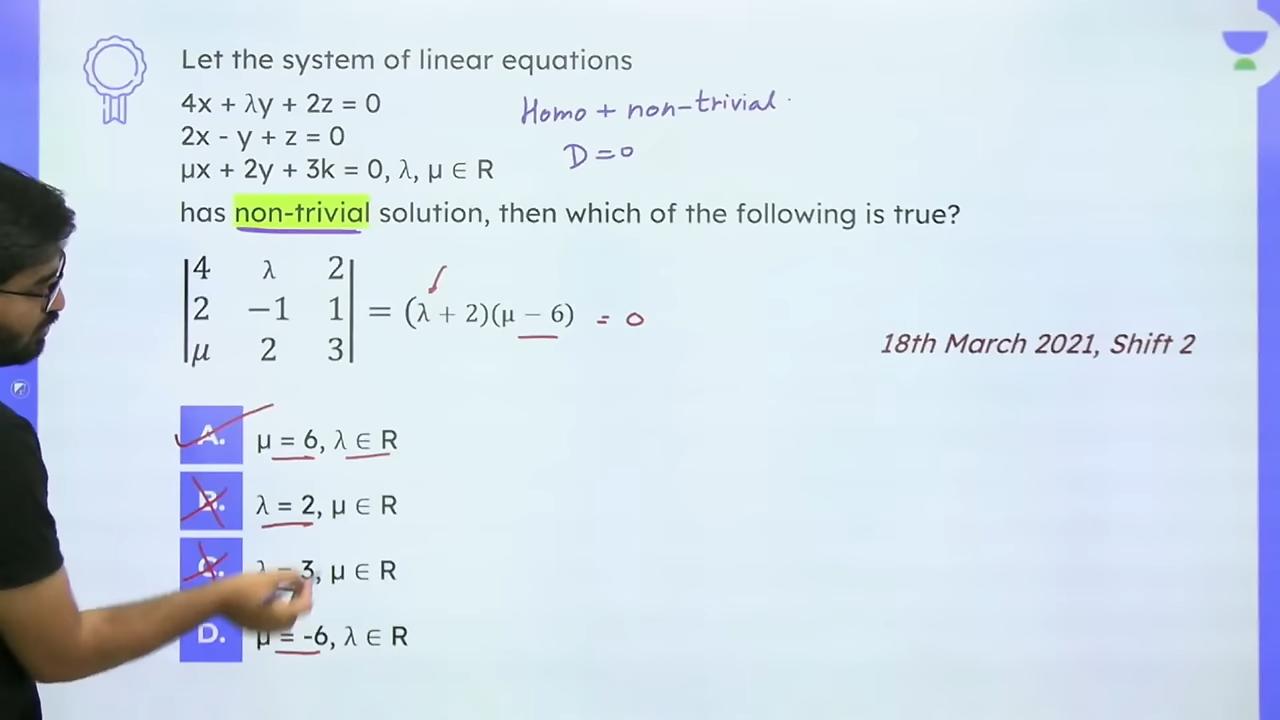 Let the system of linear equations
4x + λy + 2z = 0
Homo + non-trivial.
2x - y + z = 0
D = 0
μx + 2y + 3k = 0, λ, μ ∈ R
has non-trivial solution, then which of the following is true?
|4 λ 2|
|2 −1 1| = (λ + 2)(μ − 6) = 0
|μ 2 3|
18th March 2021, Shift 2
A. μ = 6, λ ∈ R
B. λ = 2, μ ∈ R
3, μ ∈ R
D. μ = -6, λ ∈ R